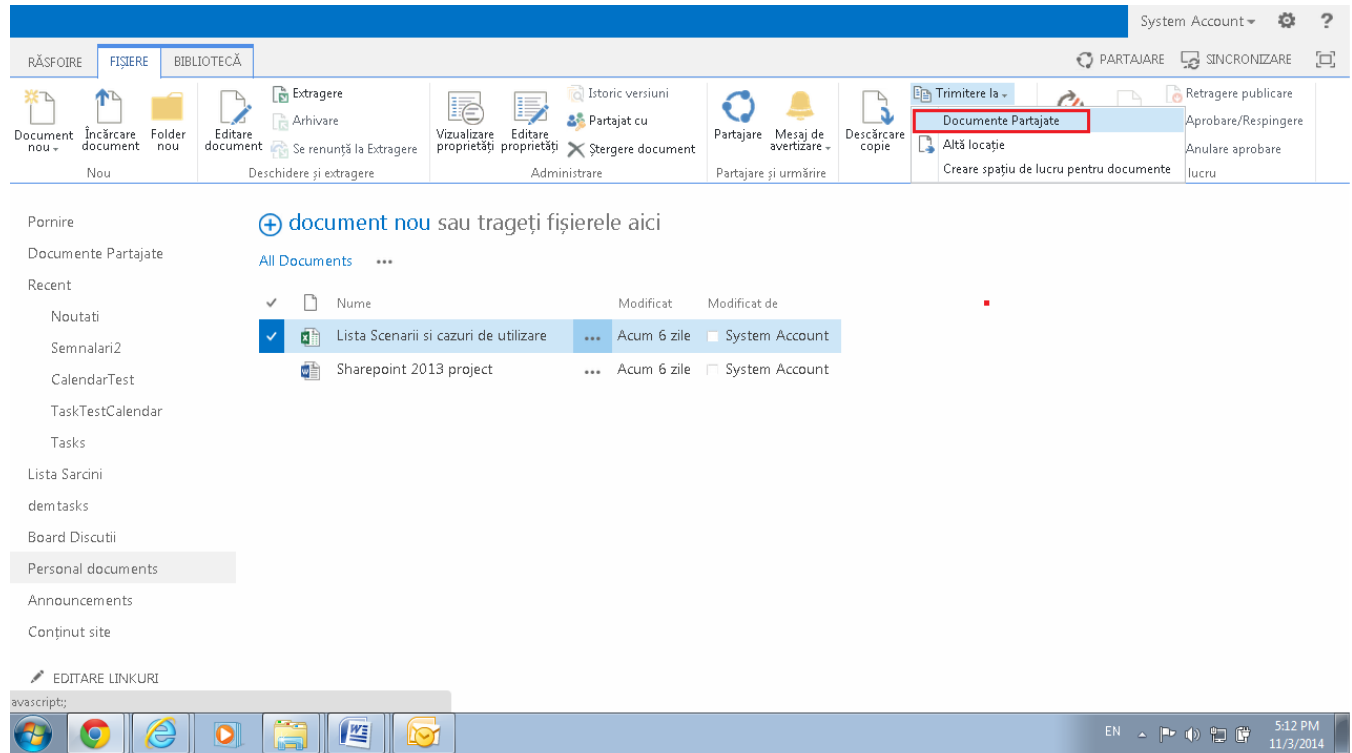 System Account
?
RĂSFOIRE FIȘIERE BIBLIOTECĂ PARTAJARE SINCRONIZARE
Document nou
Încărcare document
Folder nou
Nou
Editare document
Extragere
Arhivare
Se renunță la Extragere
Deschidere și extragere
Vizualizare proprietăți
Editare proprietăți
Istoric versiuni
Partajat cu
Ștergere document
Administrare
Partajare
Mesaj de avertizare
Partajare și urmărire
Descărcare copie
Trimitere la
Documente Partajate
Altă locație
Creare spațiu de lucru pentru documente
Retragere publicare
Aprobare/Respingere
Anulare aprobare
lucru
Pornire
Documente Partajate
Recent
Noutati
Semnalari2
CalendarTest
TaskTestCalendar
Tasks
Lista Sarcini
demtasks
Board Discutii
Personal documents
Announcements
Conținut site
EDITARE LINKURI
document nou sau trageți fișierele aici
All Documents ...
Nume Modificat Modificat de
Lista Scenarii si cazuri de utilizare ... Acum 6 zile System Account
Sharepoint 2013 project ... Acum 6 zile System Account
avascript:;
EN
5:12 PM
11/3/2014